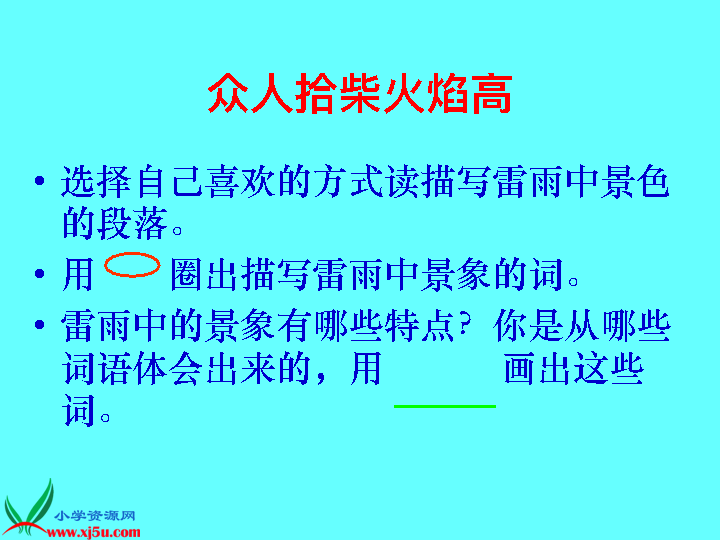 众人拾柴火焰高
• 选择自己喜欢的方式读描写雷雨中景色
的段落。
• 用 圈出描写雷雨中景象的词。
• 雷雨中的景象有哪些特点？你是从哪些
词语体会出来的，用 画出这些
词。
小学资源网
www.xj5u.com